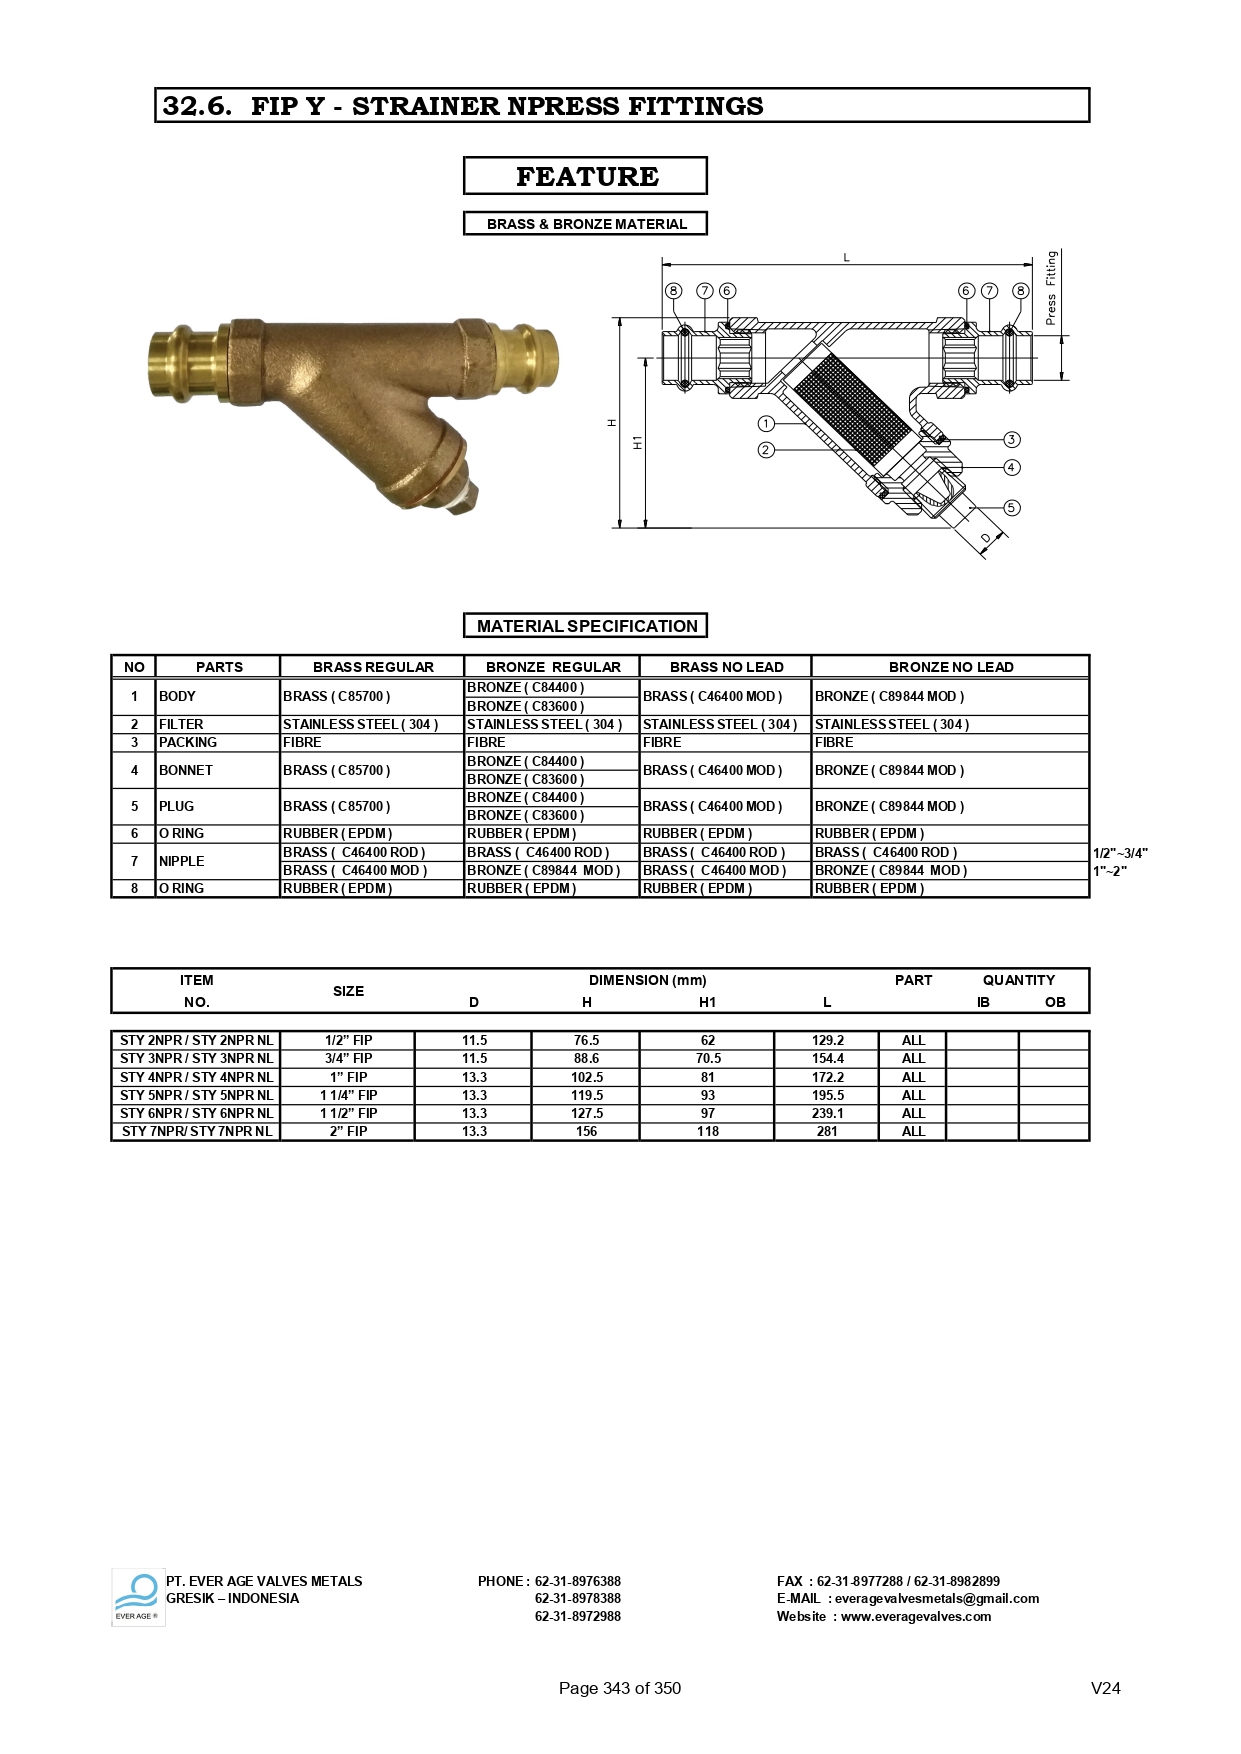 32.6. FIP Y - STRAINER NPRESS FITTINGS
FEATURE
BRASS & BRONZE MATERIAL
L
Press Fitting
8 7 6 6 7 8
H
H1
1
2
3
4
5
D
MATERIAL SPECIFICATION
NO PARTS BRASS REGULAR BRONZE REGULAR BRASS NO LEAD BRONZE NO LEAD
1 BODY BRASS ( C85700 ) BRONZE ( C84400 ) BRASS ( C46400 MOD ) BRONZE ( C89844 MOD )
BRONZE ( C83600 )
2 FILTER STAINLESS STEEL ( 304 ) STAINLESS STEEL ( 304 ) STAINLESS STEEL ( 304 ) STAINLESS STEEL ( 304 )
3 PACKING FIBRE FIBRE FIBRE FIBRE
4 BONNET BRASS ( C85700 ) BRONZE ( C84400 ) BRASS ( C46400 MOD ) BRONZE ( C89844 MOD )
BRONZE ( C83600 )
5 PLUG BRASS ( C85700 ) BRONZE ( C84400 ) BRASS ( C46400 MOD ) BRONZE ( C89844 MOD )
BRONZE ( C83600 )
6 O RING RUBBER ( EPDM ) RUBBER ( EPDM ) RUBBER ( EPDM ) RUBBER ( EPDM )
7 NIPPLE BRASS ( C46400 ROD ) BRASS ( C46400 ROD ) BRASS ( C46400 ROD ) BRASS ( C46400 ROD ) 1/2"~3/4"
BRASS ( C46400 MOD ) BRONZE ( C89844 MOD ) BRASS ( C46400 MOD ) BRONZE ( C89844 MOD ) 1"~2"
8 O RING RUBBER ( EPDM ) RUBBER ( EPDM ) RUBBER ( EPDM ) RUBBER ( EPDM )
ITEM DIMENSION (mm) PART QUANTITY
SIZE
NO. D H H1 L IB OB
STY 2NPR / STY 2NPR NL 1/2” FIP 11.5 76.5 62 129.2 ALL
STY 3NPR / STY 3NPR NL 3/4” FIP 11.5 88.6 70.5 154.4 ALL
STY 4NPR / STY 4NPR NL 1” FIP 13.3 102.5 81 172.2 ALL
STY 5NPR / STY 5NPR NL 1 1/4” FIP 13.3 119.5 93 195.5 ALL
STY 6NPR / STY 6NPR NL 1 1/2” FIP 13.3 127.5 97 239.1 ALL
STY 7NPR/ STY 7NPR NL 2” FIP 13.3 156 118 281 ALL
PT. EVER AGE VALVES METALS PHONE : 62-31-8976388 FAX : 62-31-8977288 / 62-31-8982899
GRESIK – INDONESIA 62-31-8978388 E-MAIL : everagevalvesmetals@gmail.com
62-31-8972988 Website : www.everagevalves.com
EVER AGE ®
Page 343 of 350 V24